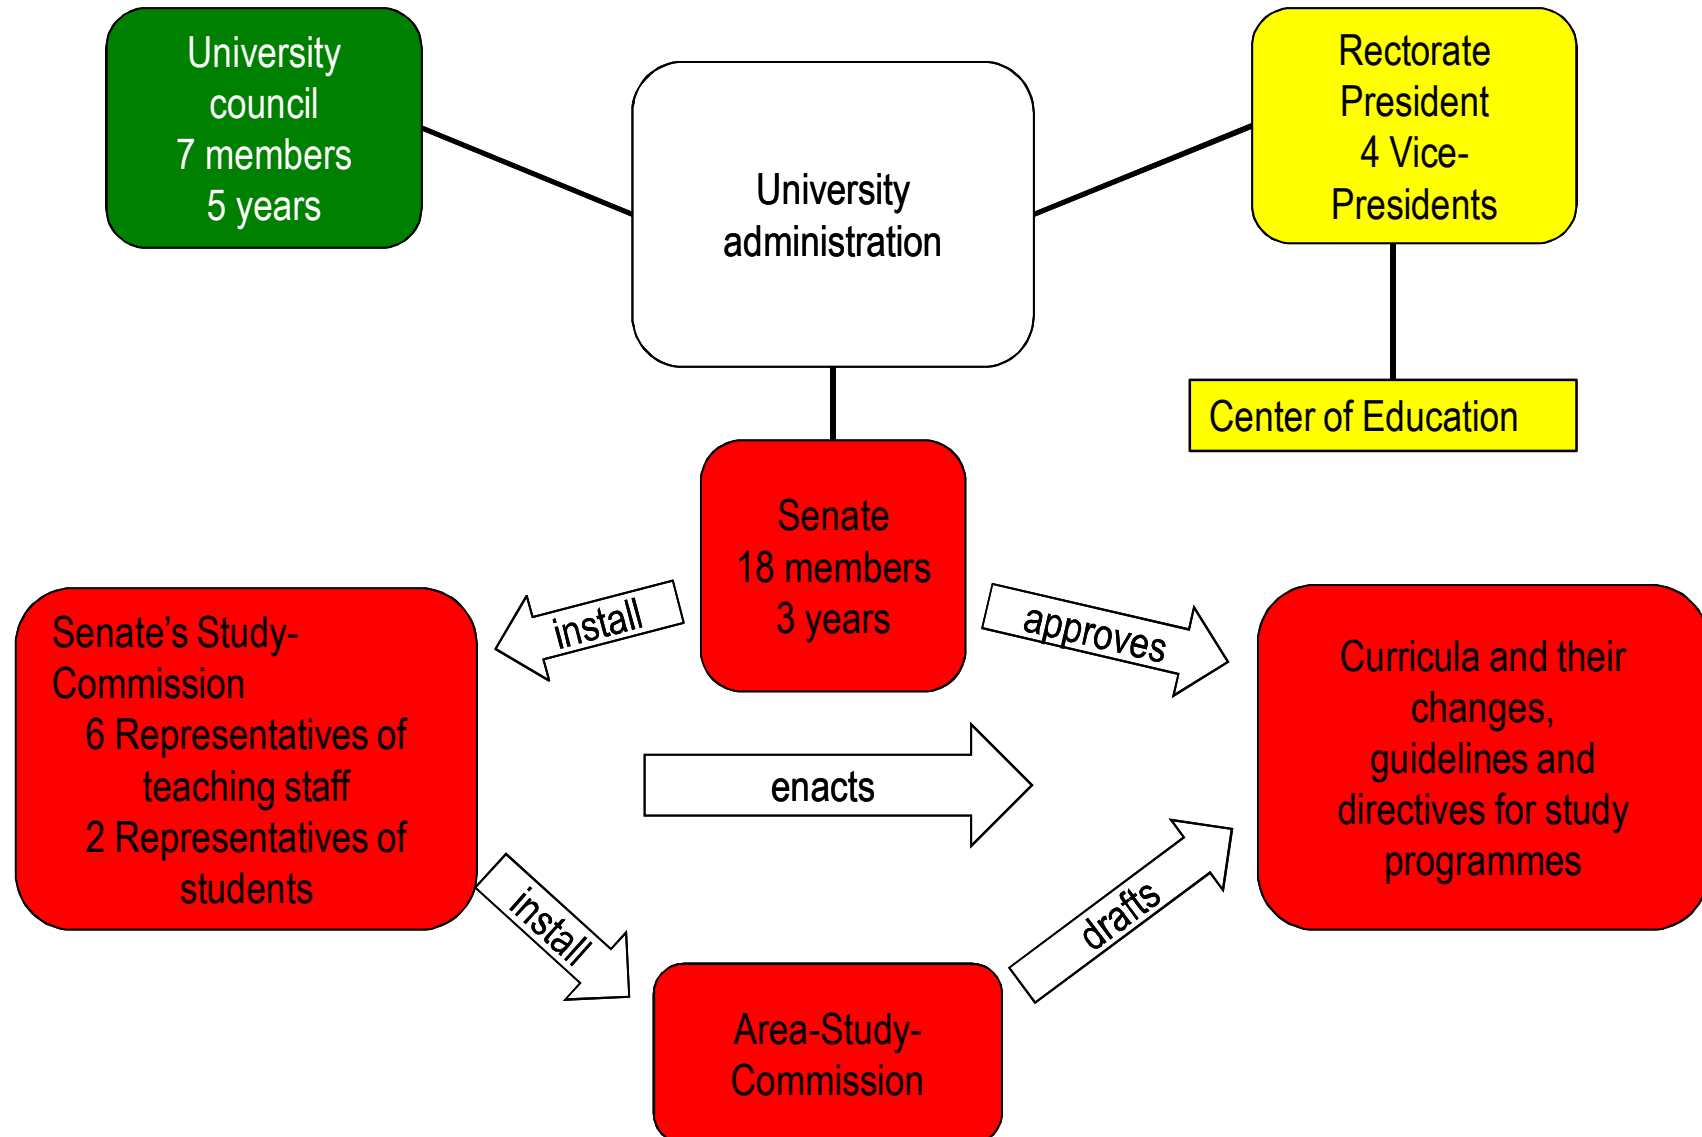 University
council
7 members
5 years
University
administration
Rectorate
President
4 Vice-
Presidents
Center of Education
Senate
18 members
3 years
install
approves
Senate’s Study-
Commission
6 Representatives of
teaching staff
2 Representatives of
students
enacts
Curricula and their
changes,
guidelines and
directives for study
programmes
install
drafts
Area-Study-
Commission